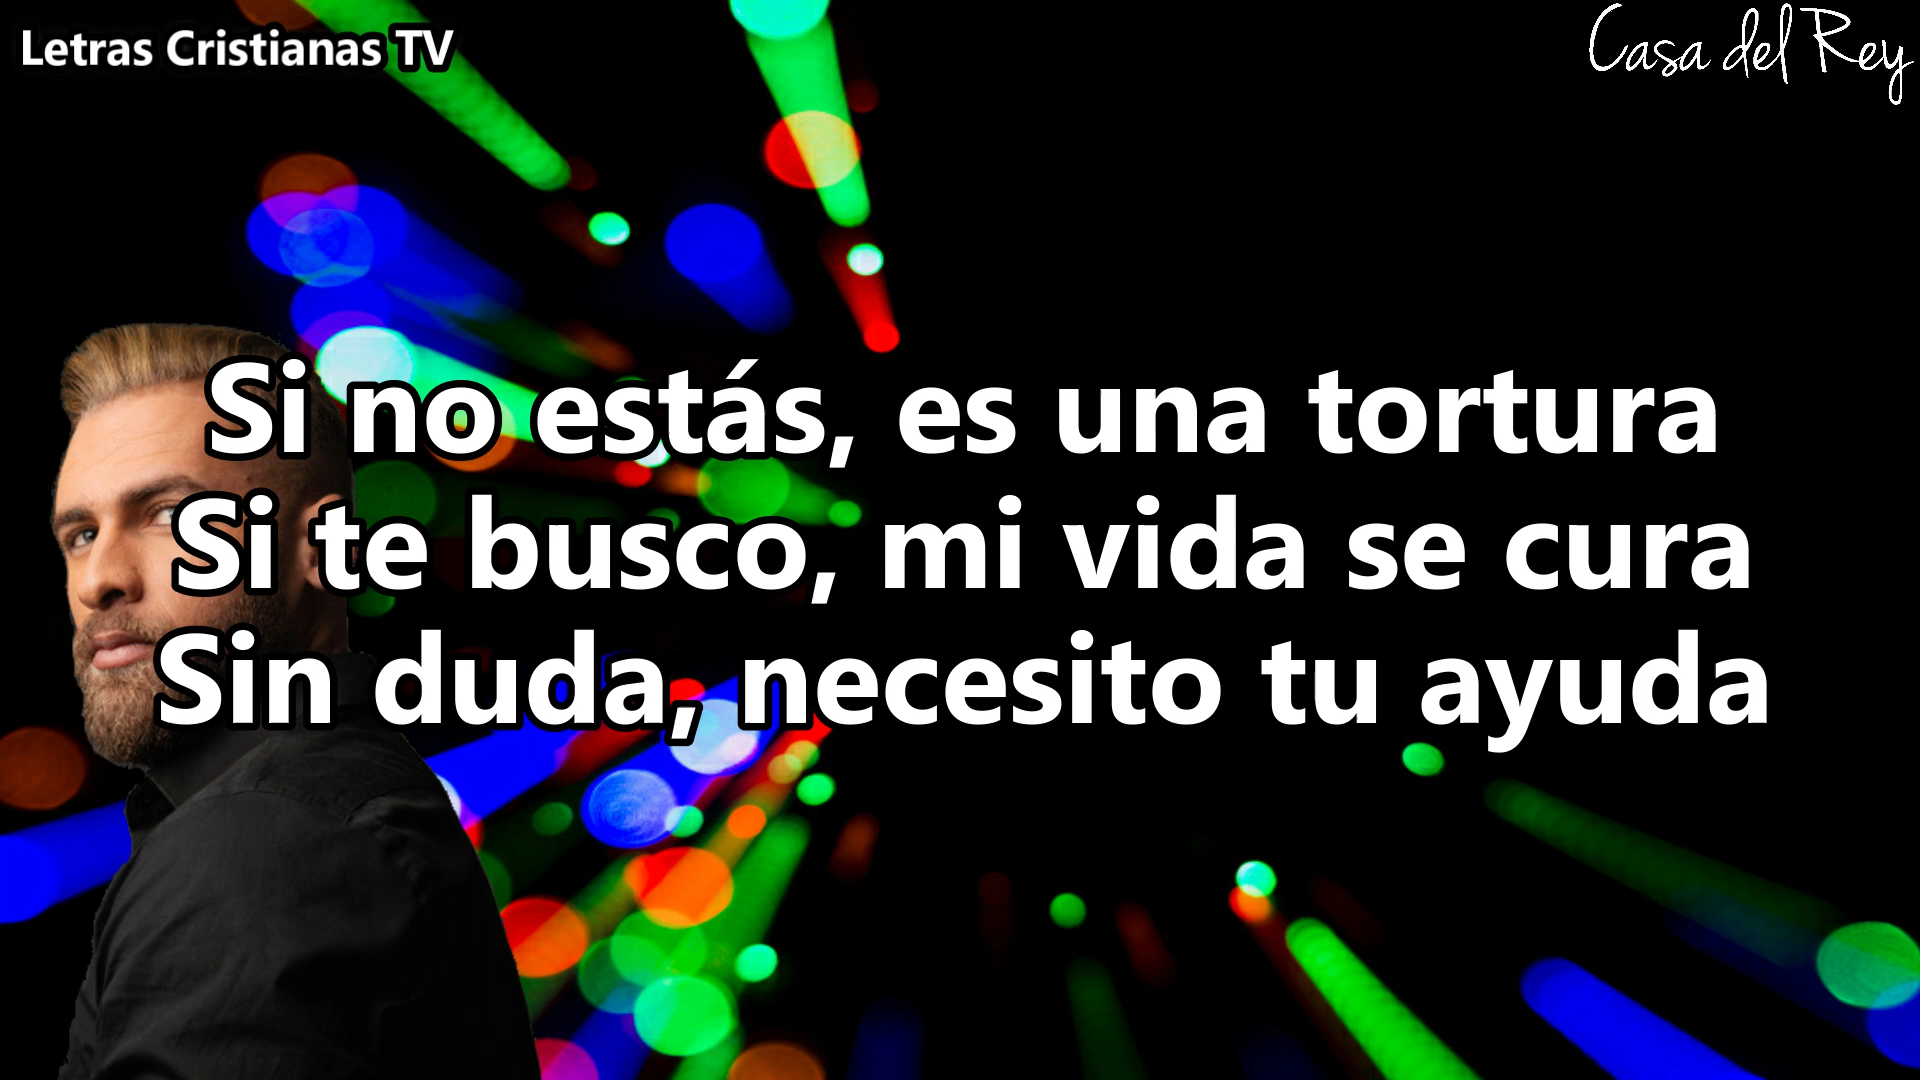 Letras Cristianas TV
Casa del Rey
Si no estás, es una tortura
Si te busco, mi vida se cura
Sin duda, necesito tu ayuda